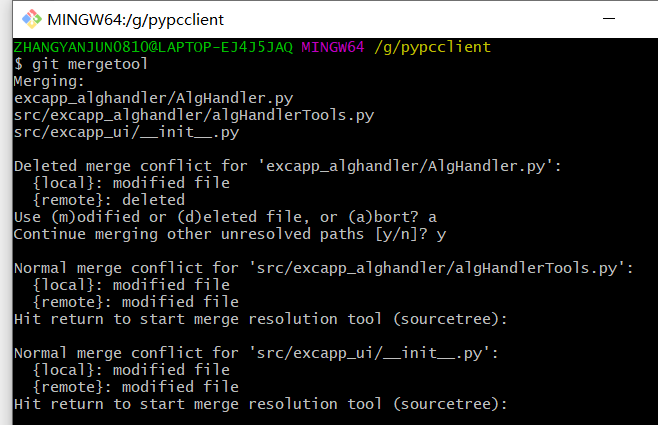 MINGW64:/g/pypcclient
ZHANGYANJUN0810@LAPTOP-EJ4J5JAQ MINGW64 /g/pypcclient
$ git mergetool
Merging:
excapp_alghandler/AlgHandler.py
src/excapp_alghandler/algHandlerTools.py
src/excapp_ui/__init__.py
Deleted merge conflict for 'excapp_alghandler/AlgHandler.py':
{local}: modified file
{remote}: deleted
Use (m)odified or (d)eleted file, or (a)bort? a
Continue merging other unresolved paths [y/n]? y
Normal merge conflict for 'src/excapp_alghandler/algHandlerTools.py':
{local}: modified file
{remote}: modified file
Hit return to start merge resolution tool (sourcetree):
Normal merge conflict for 'src/excapp_ui/__init__.py':
{local}: modified file
{remote}: modified file
Hit return to start merge resolution tool (sourcetree):